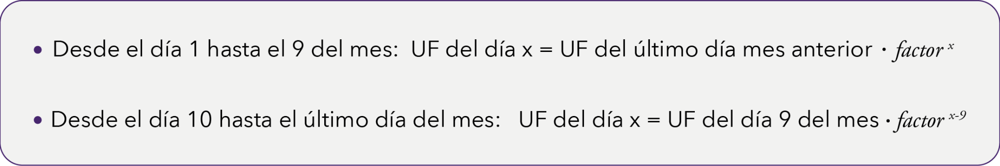 • Desde el día 1 hasta el 9 del mes: UF del día x = UF del último día mes anterior · factor ˣ
• Desde el día 10 hasta el último día del mes: UF del día x = UF del día 9 del mes · factor ˣ⁻⁹